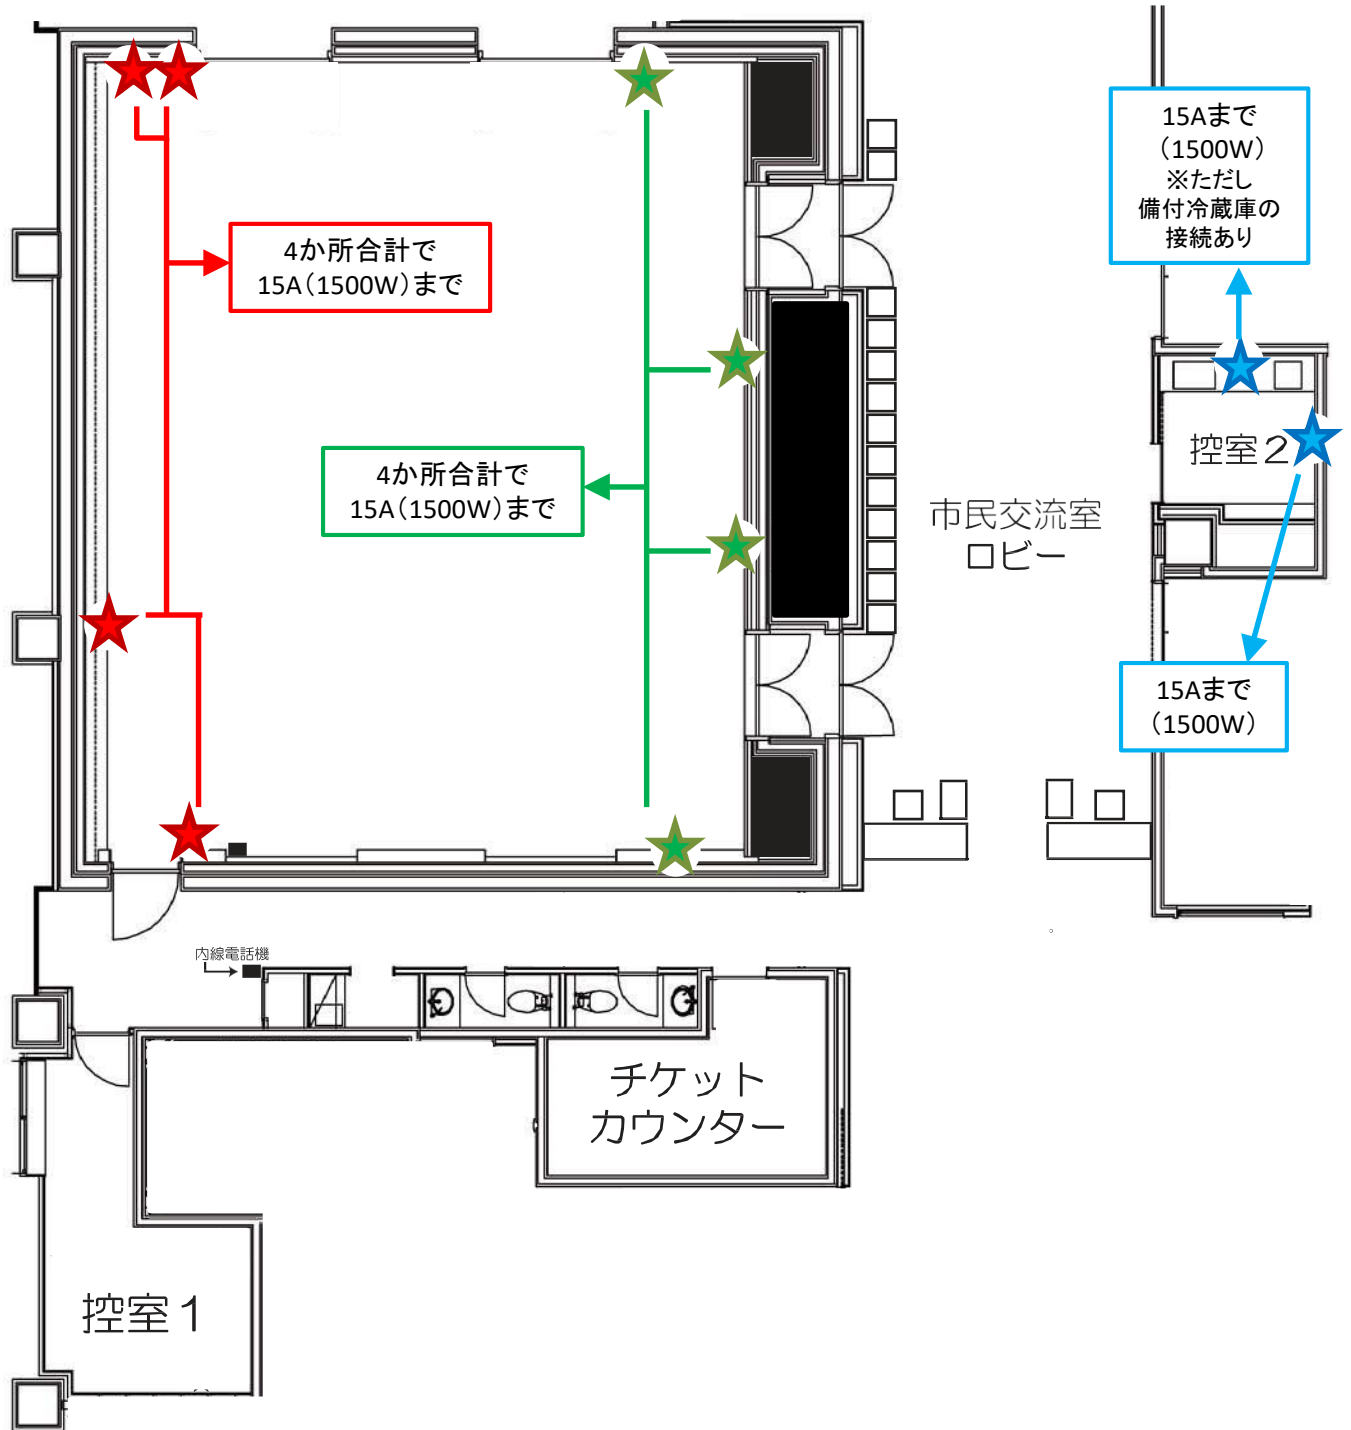 15Aまで
（1500W）
※ただし
備付冷蔵庫の
接続あり
4か所合計で
15A（1500W）まで
4か所合計で
15A（1500W）まで
控室2
市民交流室
ロビー
15Aまで
（1500W）
内線電話機
チケット
カウンター
控室1